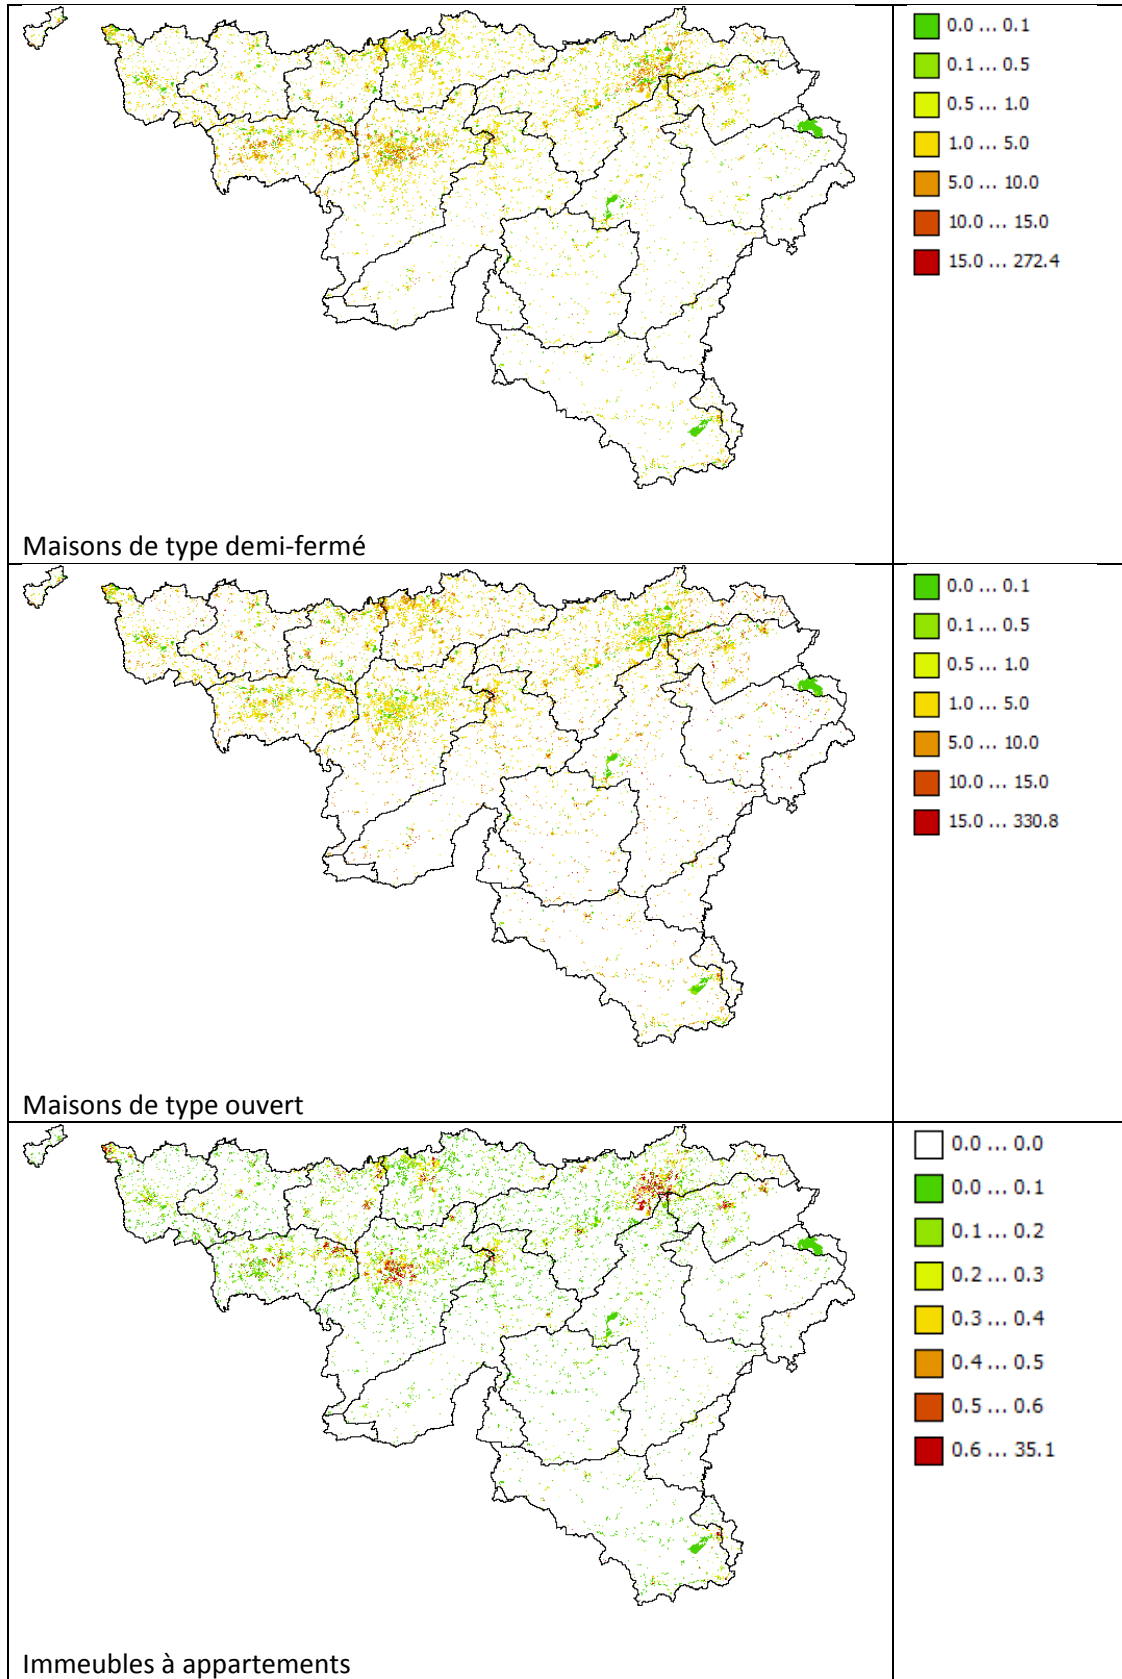 0.0 ... 0.1
0.1 ... 0.5
0.5 ... 1.0
1.0 ... 5.0
5.0 ... 10.0
10.0 ... 15.0
15.0 ... 272.4
Maisons de type demi-fermé
0.0 ... 0.1
0.1 ... 0.5
0.5 ... 1.0
1.0 ... 5.0
5.0 ... 10.0
10.0 ... 15.0
15.0 ... 330.8
Maisons de type ouvert
0.0 ... 0.0
0.0 ... 0.1
0.1 ... 0.2
0.2 ... 0.3
0.3 ... 0.4
0.4 ... 0.5
0.5 ... 0.6
0.6 ... 35.1
Immeubles à appartements